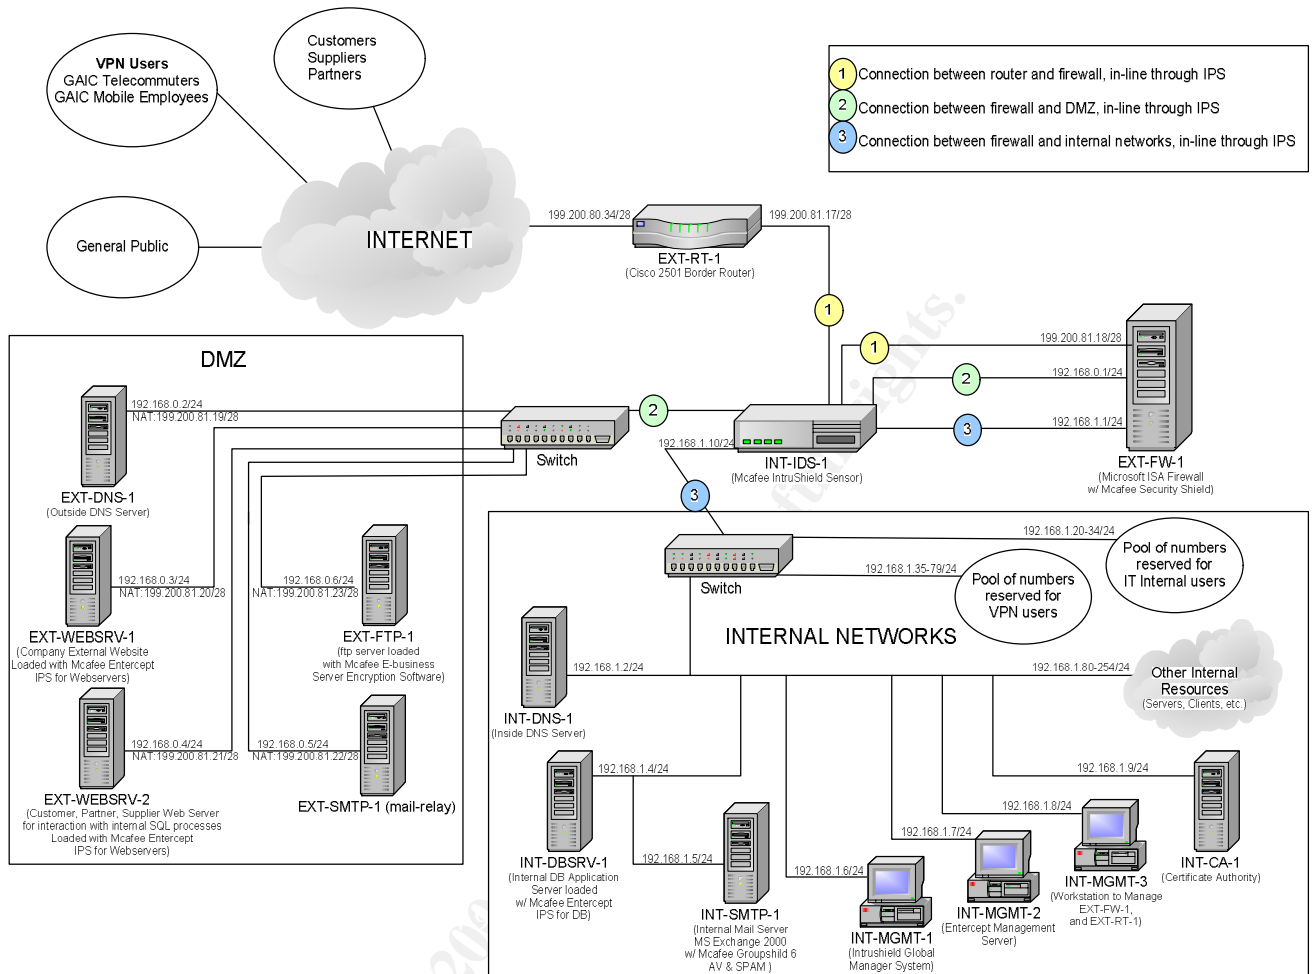 VPN Users
GAIC Telecommuters
GAIC Mobile Employees
Customers
Suppliers
Partners
General Public
INTERNET
1 Connection between router and firewall, in-line through IPS
2 Connection between firewall and DMZ, in-line through IPS
3 Connection between firewall and internal networks, in-line through IPS
199.200.80.34/28
199.200.81.17/28
EXT-RT-1
(Cisco 2501 Border Router)
1
1
2
2
3
3
199.200.81.18/28
192.168.0.1/24
192.168.1.1/24
EXT-FW-1
(Microsoft ISA Firewall
w/ Mcafee Security Shield)
192.168.1.10/24
INT-IDS-1
(Mcafee IntruShield Sensor)
Switch
DMZ
192.168.0.2/24
NAT:199.200.81.19/28
EXT-DNS-1
(Outside DNS Server)
192.168.0.3/24
NAT:199.200.81.20/28
EXT-WEBSRV-1
(Company External Website
Loaded with Mcafee Entercept
IPS for Webservers)
192.168.0.6/24
NAT:199.200.81.23/28
EXT-FTP-1
(ftp server loaded
with Mcafee E-business
Server Encryption Software)
192.168.0.4/24
NAT:199.200.81.21/28
EXT-WEBSRV-2
(Customer, Partner, Supplier Web Server
for interaction with internal SQL processes
Loaded with Mcafee Entercept
IPS for Webservers)
192.168.0.5/24
NAT:199.200.81.22/28
EXT-SMTP-1 (mail-relay)
Switch
192.168.1.20-34/24
Pool of numbers
reserved for
IT Internal users
192.168.1.35-79/24
Pool of numbers
reserved for
VPN users
INTERNAL NETWORKS
192.168.1.2/24
INT-DNS-1
(Inside DNS Server)
192.168.1.80-254/24
Other Internal
Resources
(Servers, Clients, etc.)
192.168.1.4/24
INT-DBSRV-1
(Internal DB Application
Server loaded
w/ Mcafee Entercept
IPS for DB)
192.168.1.5/24
INT-SMTP-1
(Internal Mail Server
MS Exchange 2000
w/ Mcafee Groupshild 6
AV & SPAM )
192.168.1.6/24
INT-MGMT-1
(Intrushield Global
Manager System)
192.168.1.7/24
INT-MGMT-2
(Entercept Management
Server)
192.168.1.8/24
INT-MGMT-3
(Workstation to Manage
EXT-FW-1,
and EXT-RT-1)
192.168.1.9/24
INT-CA-1
(Certificate Authority)